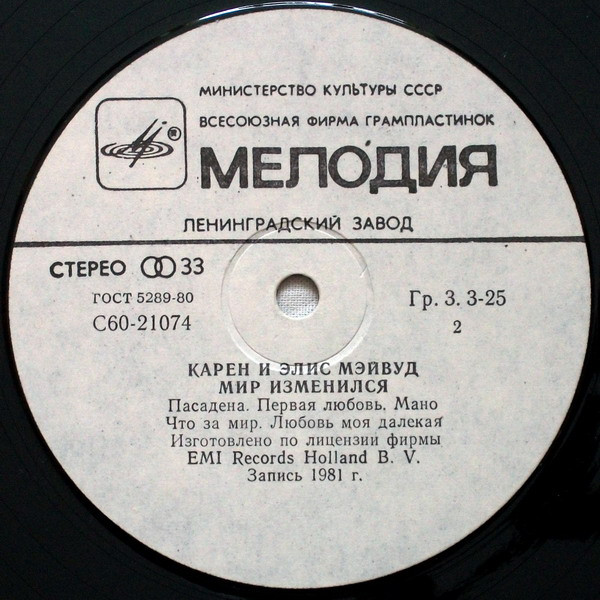 МИНИСТЕРСТВО КУЛЬТУРЫ СССР
ВСЕСОЮЗНАЯ ФИРМА ГРАМПЛАСТИНОК
®
МЕЛОДИЯ
ЛЕНИНГРАДСКИЙ ЗАВОД
СТЕРЕО 33
ГОСТ 5289-80
Гр. 3. 3-25
С60-21074
2
КАРЕН И ЭЛИС МЭЙВУД
МИР ИЗМЕНИЛСЯ
Пасадена. Первая любовь. Мано
Что за мир. Любовь моя далекая
Изготовлено по лицензии фирмы
EMI Records Holland B. V.
Запись 1981 г.